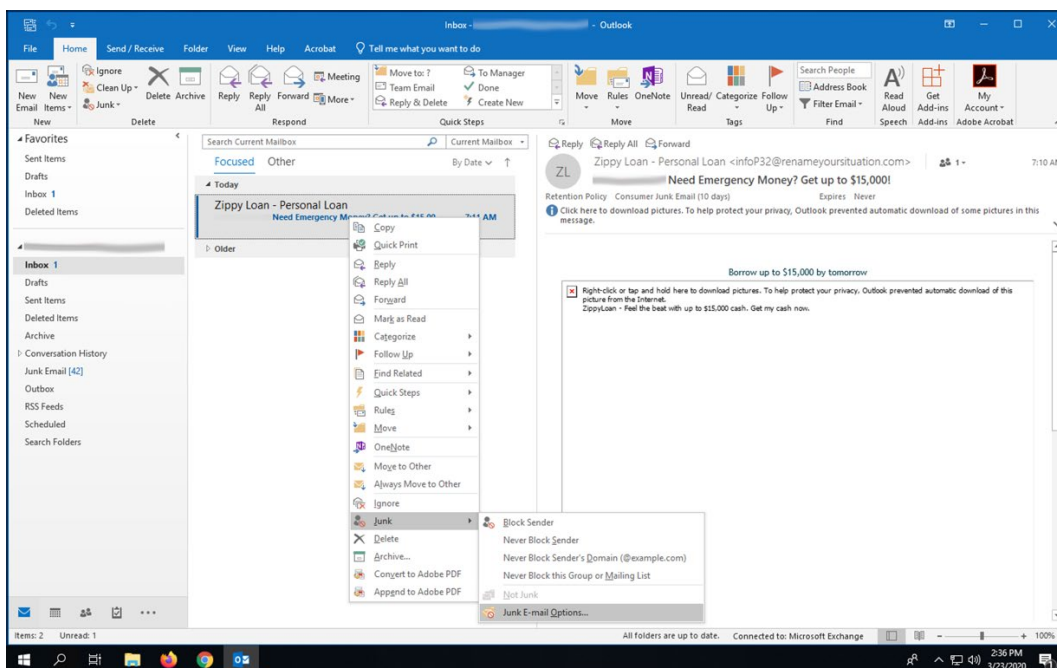 Inbox - - Outlook
File Home Send / Receive Folder View Help Acrobat Tell me what you want to do
New Email
New Items
Ignore
Clean Up
Junk
Delete
Archive
Reply
Reply All
Forward
Meeting
More
Move to: ?
Team Email
Reply & Delete
To Manager
Done
Create New
Move
Rules
OneNote
Unread/ Read
Categorize
Follow Up
Search People
Address Book
Filter Email
Read Aloud
Get Add-ins
My Account
New Delete Respond Quick Steps Move Tags Find Speech Add-ins Adobe Acrobat
Favorites
Sent Items
Drafts
Inbox 1
Deleted Items
Inbox 1
Drafts
Sent Items
Deleted Items
Archive
Conversation History
Junk Email [42]
Outbox
RSS Feeds
Scheduled
Search Folders
Search Current Mailbox Current Mailbox
Focused Other By Date
Today
Zippy Loan - Personal Loan
Need Emergency Money? Get up to $15,00 7:11 AM
Older
Copy
Quick Print
Reply
Reply All
Forward
Mark as Read
Categorize
Follow Up
Find Related
Quick Steps
Rules
Move
OneNote
Move to Other
Always Move to Other
Ignore
Junk
Delete
Archive...
Convert to Adobe PDF
Append to Adobe PDF
Block Sender
Never Block Sender
Never Block Sender's Domain (@example.com)
Never Block this Group or Mailing List
Not Junk
Junk E-mail Options...
Reply Reply All Forward
ZL
Zippy Loan - Personal Loan <infoP32@renameyoursituation.com> 1 7:10 AM
Need Emergency Money? Get up to $15,000!
Retention Policy Consumer Junk Email (10 days) Expires Never
Click here to download pictures. To help protect your privacy, Outlook prevented automatic download of some pictures in this
message.
Borrow up to $15,000 by tomorrow
Right-click or tap and hold here to download pictures. To help protect your privacy, Outlook prevented automatic download of this
picture from the Internet.
ZippyLoan - Feel the beat with up to $15,000 cash. Get my cash now.
Items: 2 Unread: 1 All folders are up to date. Connected to: Microsoft Exchange 100%
2:36 PM
3/23/2020